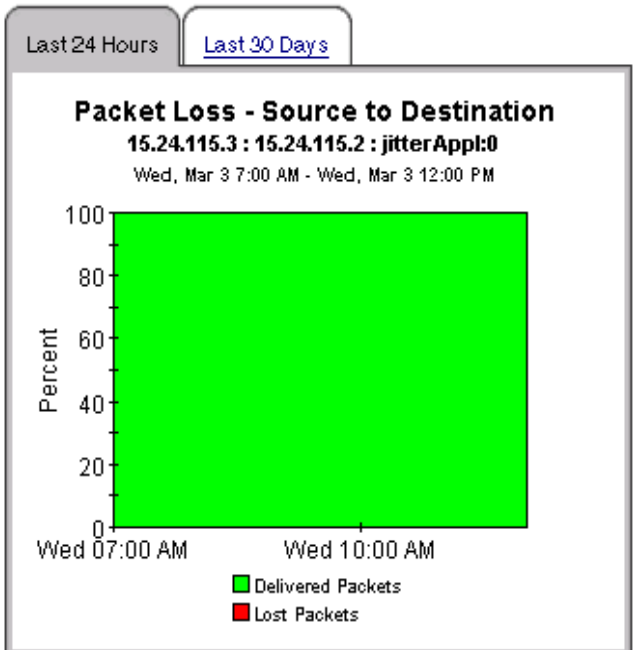 Last 24 Hours
Last 30 Days
Packet Loss - Source to Destination
15.24.115.3 : 15.24.115.2 : jitterAppl:0
Wed, Mar 3 7:00 AM - Wed, Mar 3 12:00 PM
100
80
60
40
20
0
Percent
Wed 07:00 AM
Wed 10:00 AM
Delivered Packets
Lost Packets